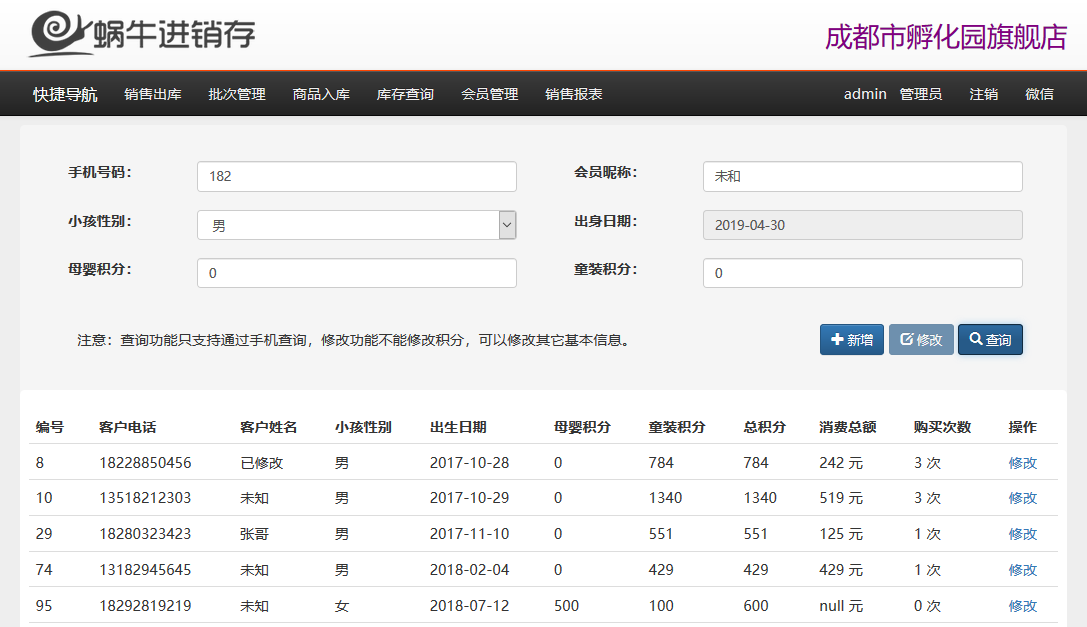 蜗牛进销存
成都市孵化园旗舰店
快捷导航 销售出库 批次管理 商品入库 库存查询 会员管理 销售报表 admin 管理员 注销 微信
手机号码: 182 会员昵称: 未和
小孩性别: 男 出身日期: 2019-04-30
母婴积分: 0 童装积分: 0
注意：查询功能只支持通过手机查询，修改功能不能修改积分，可以修改其它基本信息。 新增 修改 查询
编号 客户电话 客户姓名 小孩性别 出生日期 母婴积分 童装积分 总积分 消费总额 购买次数 操作
8 18228850456 已修改 男 2017-10-28 0 784 784 242 元 3 次 修改
10 13518212303 未知 男 2017-10-29 0 1340 1340 519 元 3 次 修改
29 18280323423 张哥 男 2017-11-10 0 551 551 125 元 1 次 修改
74 13182945645 未知 男 2018-02-04 0 429 429 429 元 1 次 修改
95 18292819219 未知 女 2018-07-12 500 100 600 null 元 0 次 修改